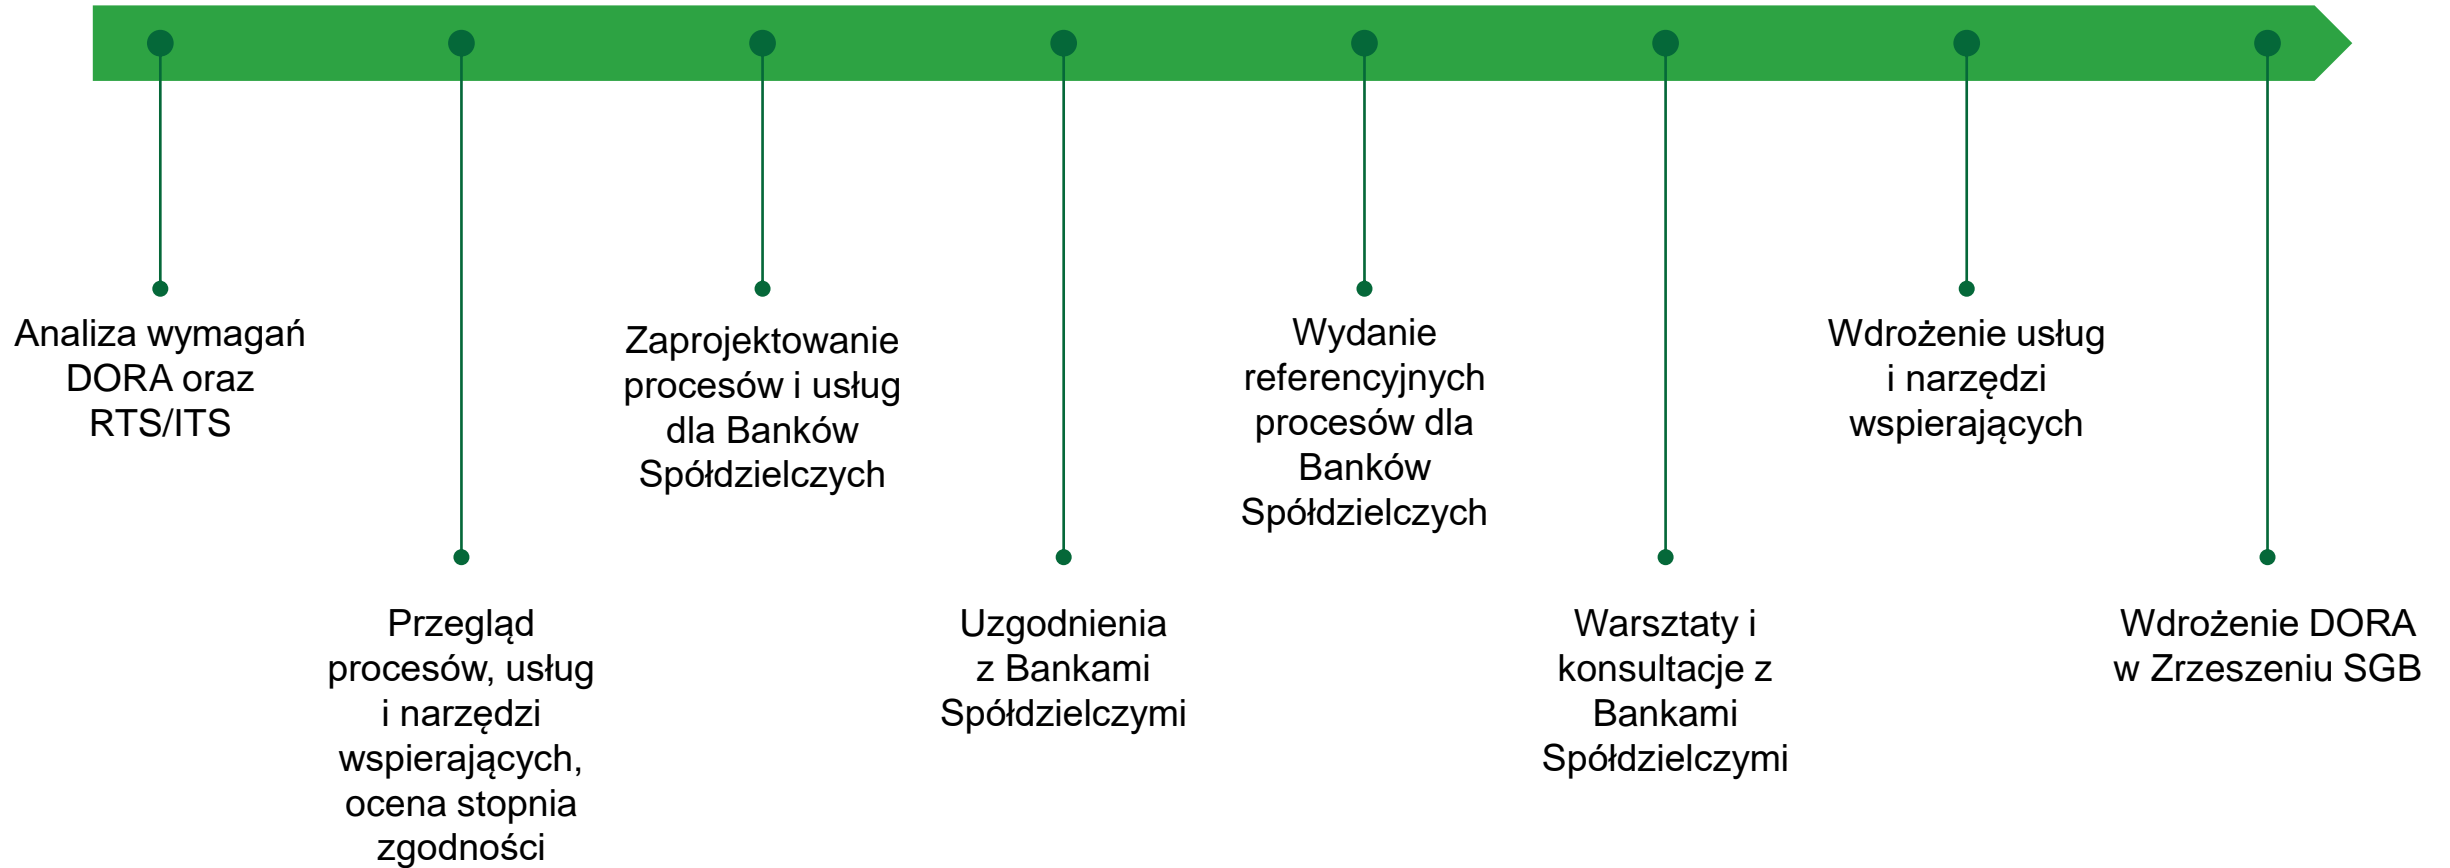 Analiza wymagań
DORA oraz
RTS/ITS
Przegląd
procesów, usług
i narzędzi
wspierających,
ocena stopnia
zgodności
Zaprojektowanie
procesów i usług
dla Banków
Spółdzielczych
Uzgodnienia
z Bankami
Spółdzielczymi
Wydanie
referencyjnych
procesów dla
Banków
Spółdzielczych
Warsztaty i
konsultacje z
Bankami
Spółdzielczymi
Wdrożenie usług
i narzędzi
wspierających
Wdrożenie DORA
w Zrzeszeniu SGB